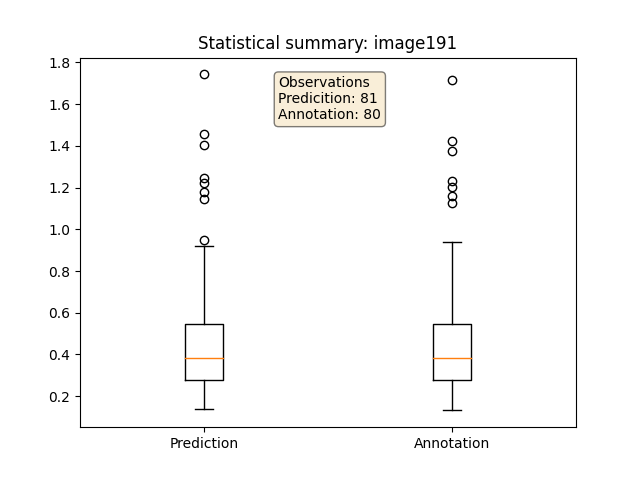 Statistical summary: image191
1.8
1.6
1.4
1.2
1.0
0.8
0.6
0.4
0.2
Observations
Predicition: 81
Annotation: 80
Prediction
Annotation